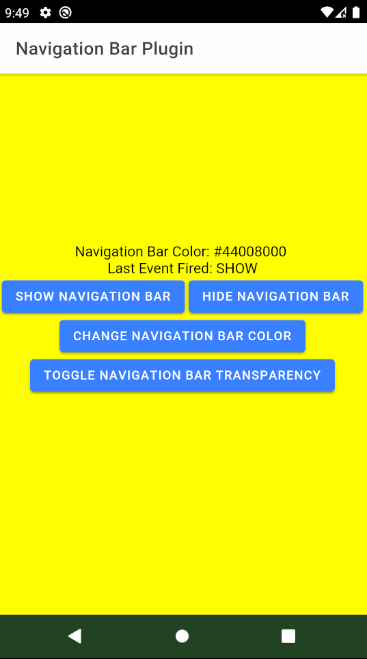 9:49
Navigation Bar Plugin
Navigation Bar Color: #44008000
Last Event Fired: SHOW
SHOW NAVIGATION BAR
HIDE NAVIGATION BAR
CHANGE NAVIGATION BAR COLOR
TOGGLE NAVIGATION BAR TRANSPARENCY